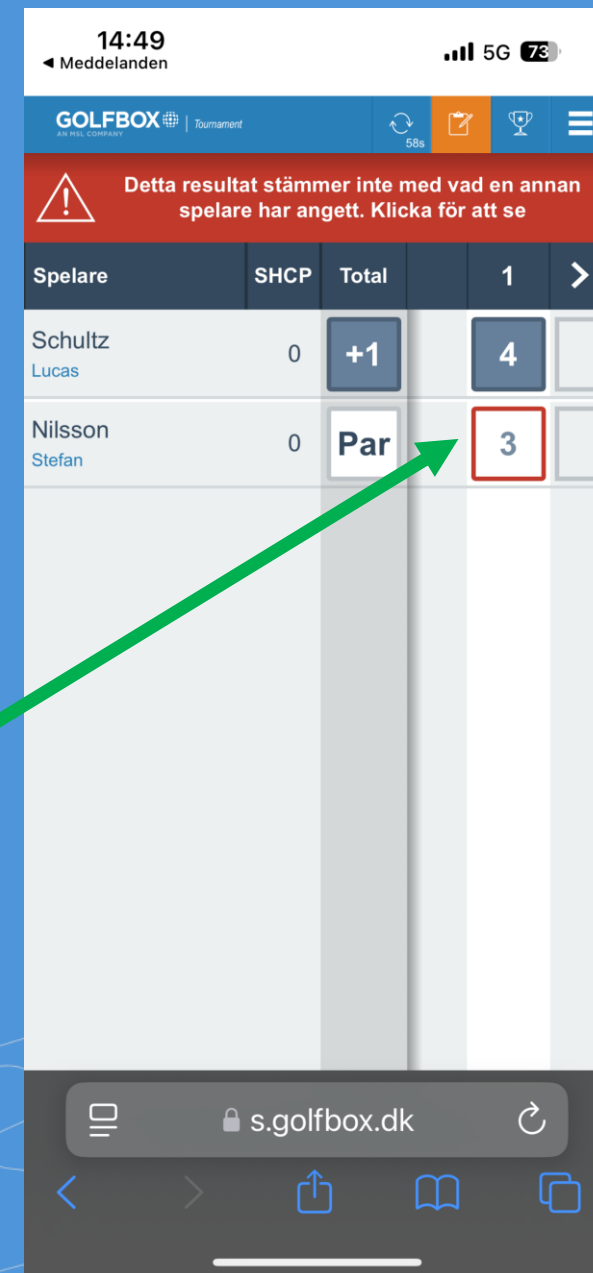 14:49
◀ Meddelanden
5G 73
GOLFBOX | Tournament
AN MSL COMPANY
58s
Detta resultat stämmer inte med vad en annan
spelare har angett. Klicka för att se
Spelare SHCP Total 1
Schultz
Lucas
0 +1 4
Nilsson
Stefan
0 Par 3
s.golfbox.dk